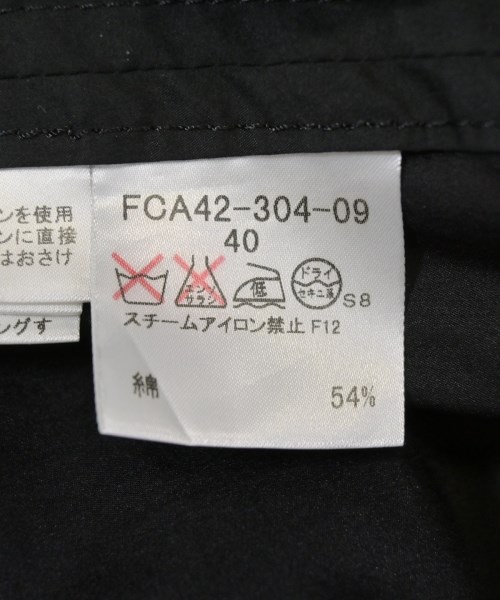 ンを使用
ンに直接
はおさけ
ングす
FCA42-304-09
40
エンソ
サラシ
低
ドライ
セキユ系
S8
スチームアイロン禁止 F12
綿 54%